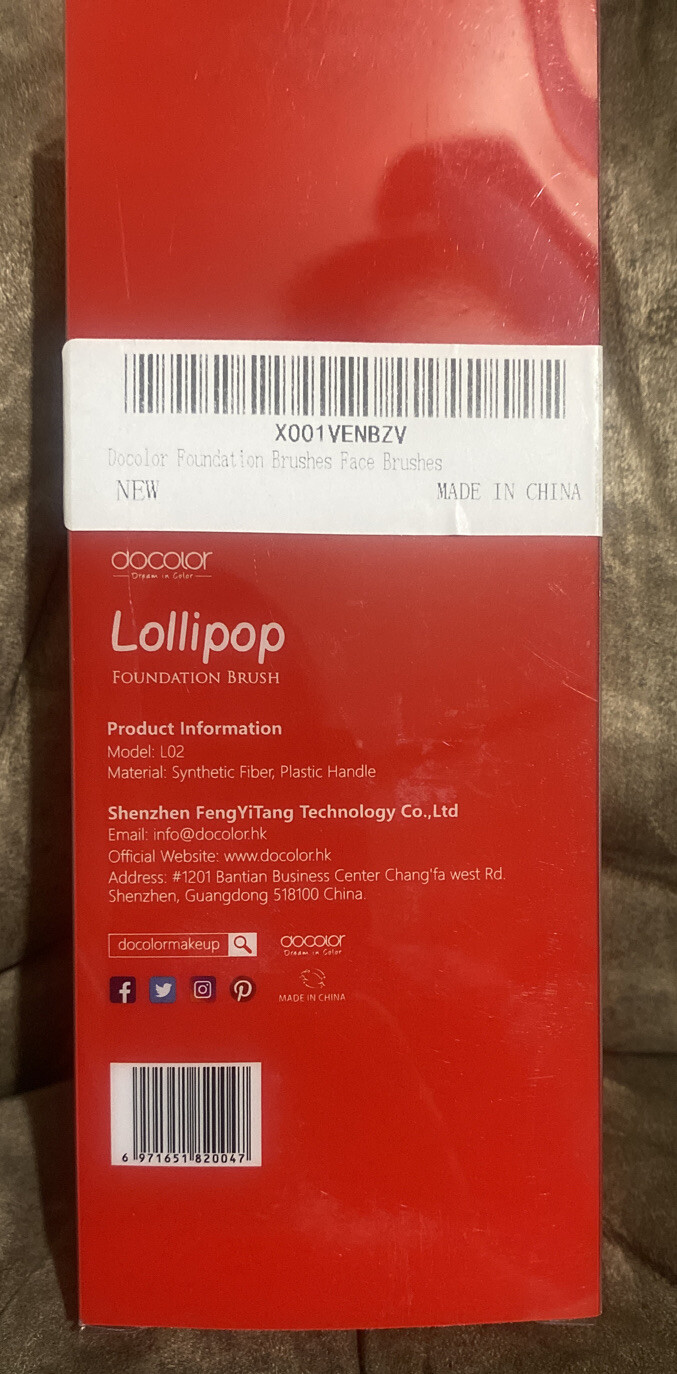 X001VENBZV
Docolor Foundation Brushes Face Brushes
NEW MADE IN CHINA
docolor
Dream in Color
Lollipop
FOUNDATION BRUSH
Product Information
Model: L02
Material: Synthetic Fiber, Plastic Handle
Shenzhen FengYiTang Technology Co.,Ltd
Email: info@docolor.hk
Official Website: www.docolor.hk
Address: #1201 Bantian Business Center Chang'fa west Rd.
Shenzhen, Guangdong 518100 China.
docolormakeup docolor
Dream in Color
MADE IN CHINA
6 971651 820047